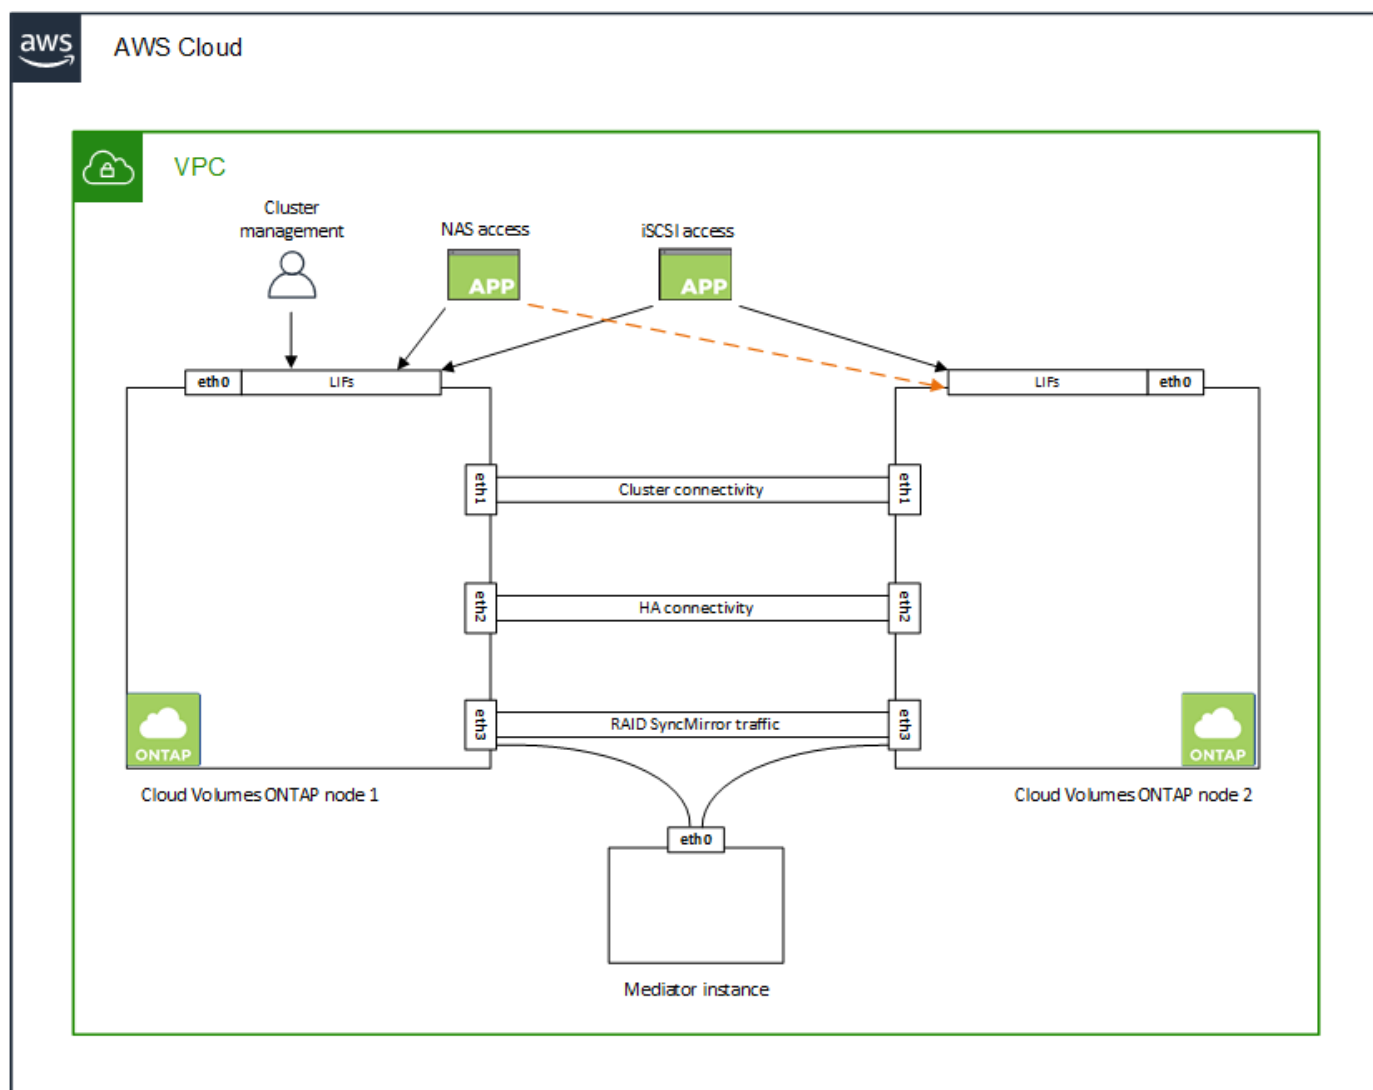 aws
AWS Cloud
VPC
Cluster
management
NAS access
iSCSI access
APP
APP
eth0
LIFs
LIFs
eth0
eth1
Cluster connectivity
eth1
eth2
HA connectivity
eth2
eth3
RAID SyncMirror traffic
eth3
ONTAP
ONTAP
Cloud Volumes ONTAP node 1
Cloud Volumes ONTAP node 2
eth0
Mediator instance